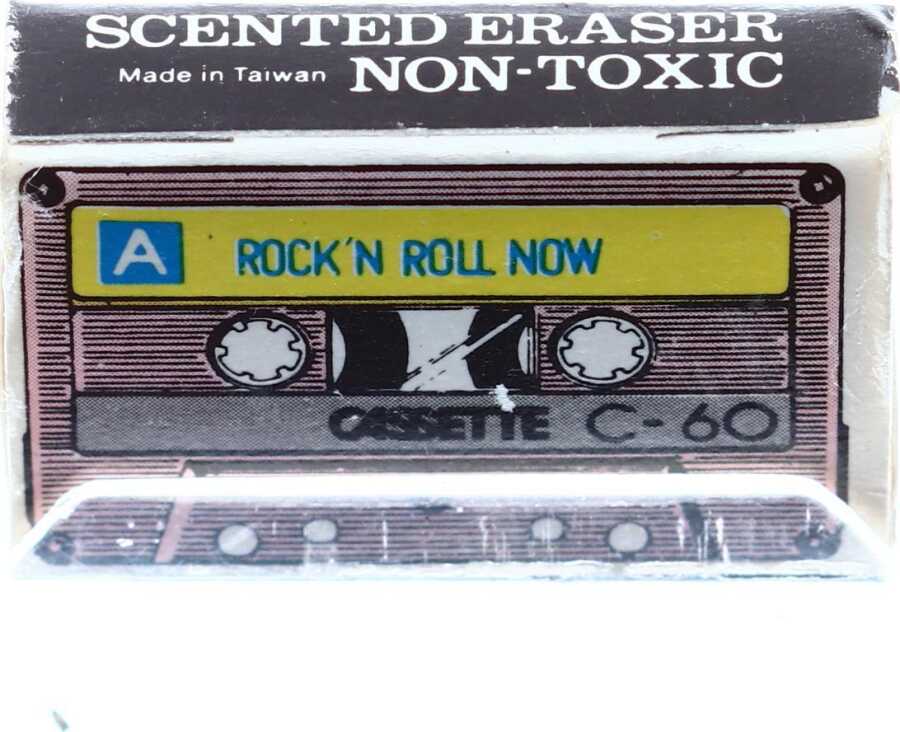 SCENTED ERASER
Made in Taiwan NON-TOXIC
A ROCK'N ROLL NOW
CASSETTE C-60